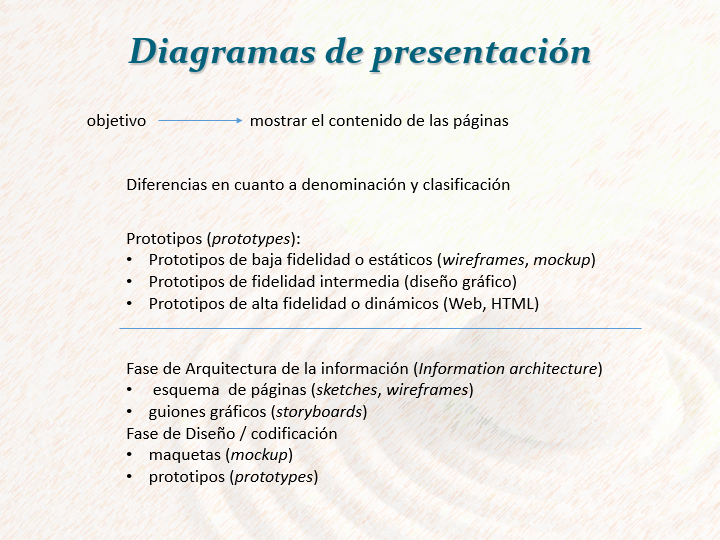 Diagramas de presentación
objetivo mostrar el contenido de las páginas
Diferencias en cuanto a denominación y clasificación
Prototipos (prototypes):
• Prototipos de baja fidelidad o estáticos (wireframes, mockup)
• Prototipos de fidelidad intermedia (diseño gráfico)
• Prototipos de alta fidelidad o dinámicos (Web, HTML)
Fase de Arquitectura de la información (Information architecture)
• esquema de páginas (sketches, wireframes)
• guiones gráficos (storyboards)
Fase de Diseño / codificación
• maquetas (mockup)
• prototipos (prototypes)